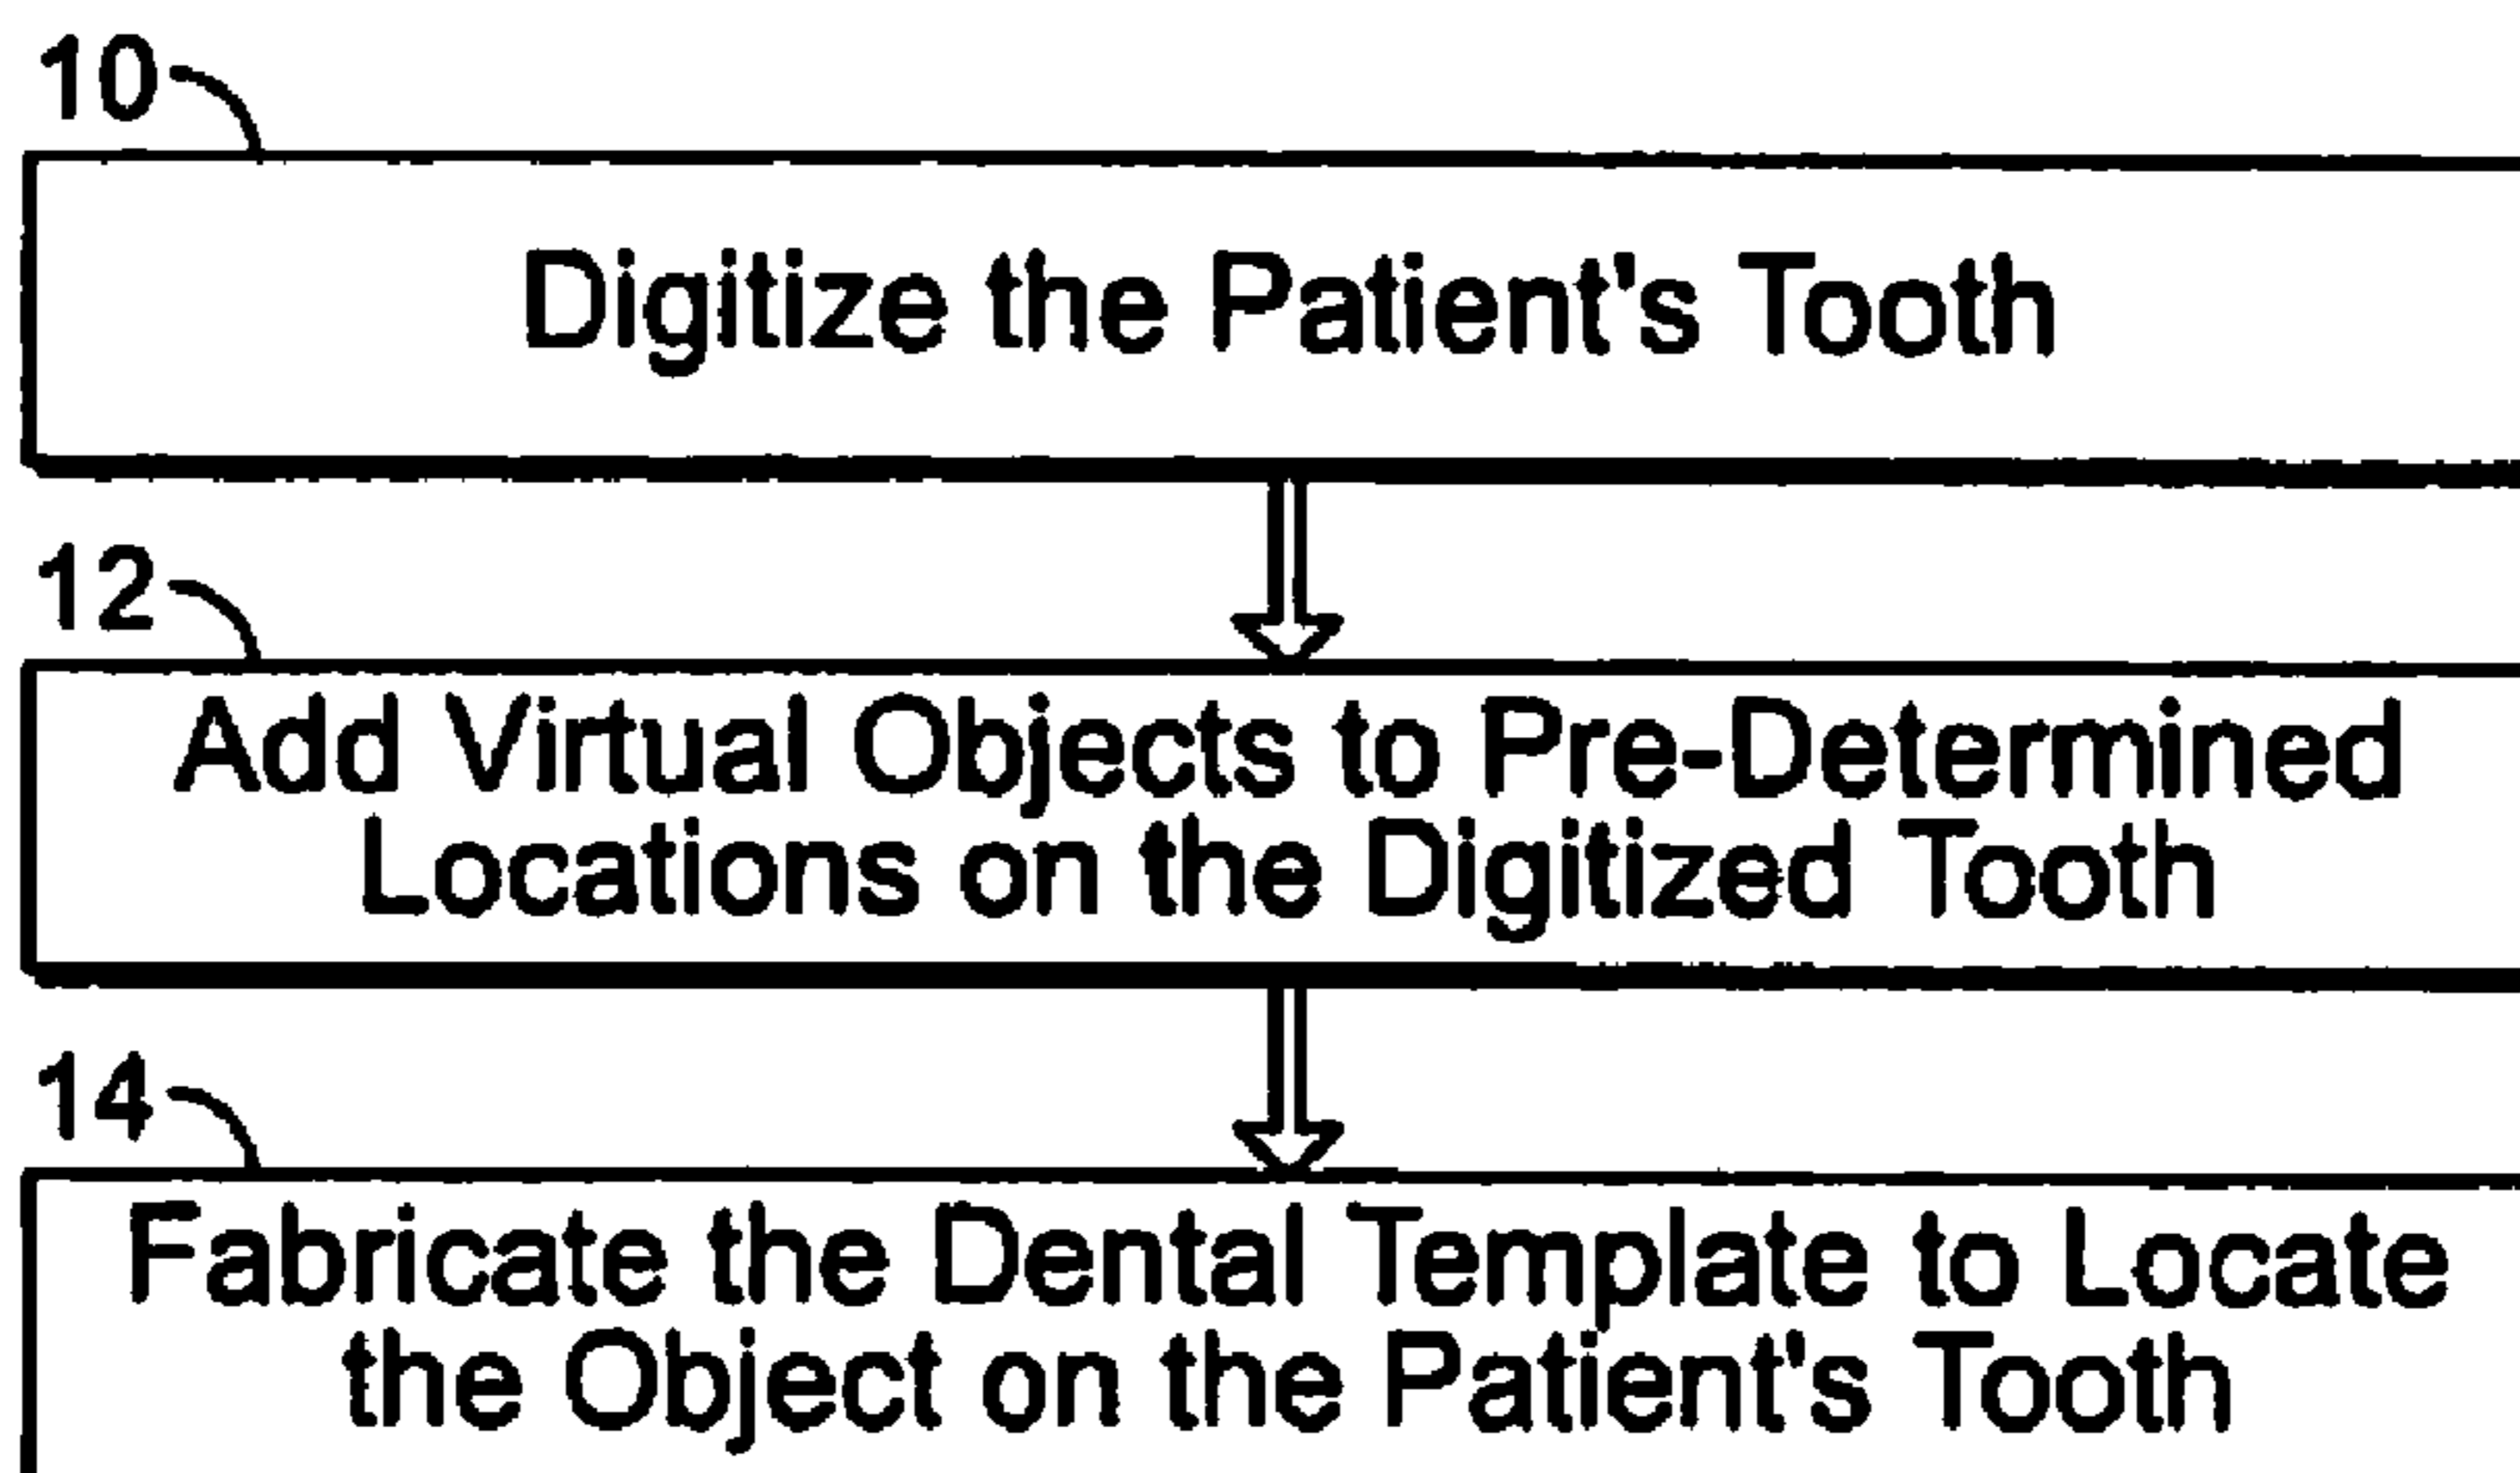 10
Digitize the Patient's Tooth
12
Add Virtual Objects to Pre-Determined
Locations on the Digitized Tooth
14
Fabricate the Dental Template to Locate
the Object on the Patient's Tooth